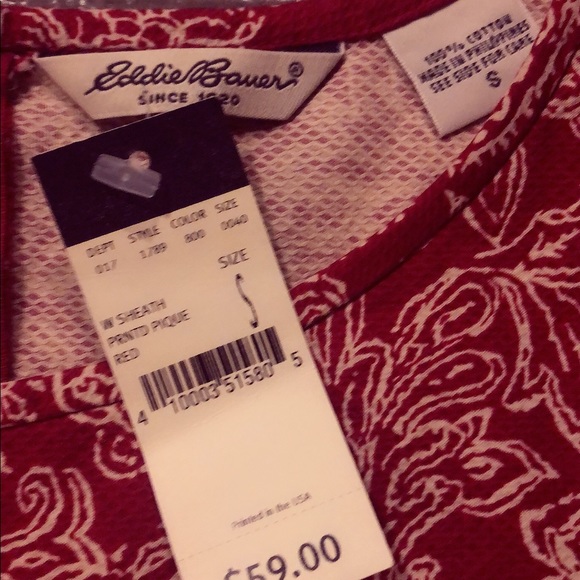 Eddie Bauer®
SINCE 1920
100% COTTON
MADE IN PHILIPPINES
SEE SIDE FOR CARE
S
DEPT STYLE COLOR SIZE
017 1789 800 0040
SIZE
S
W SHEATH
PRNTD PIQUE
RED
4 10003 51580 5
Printed in the USA
$59.00